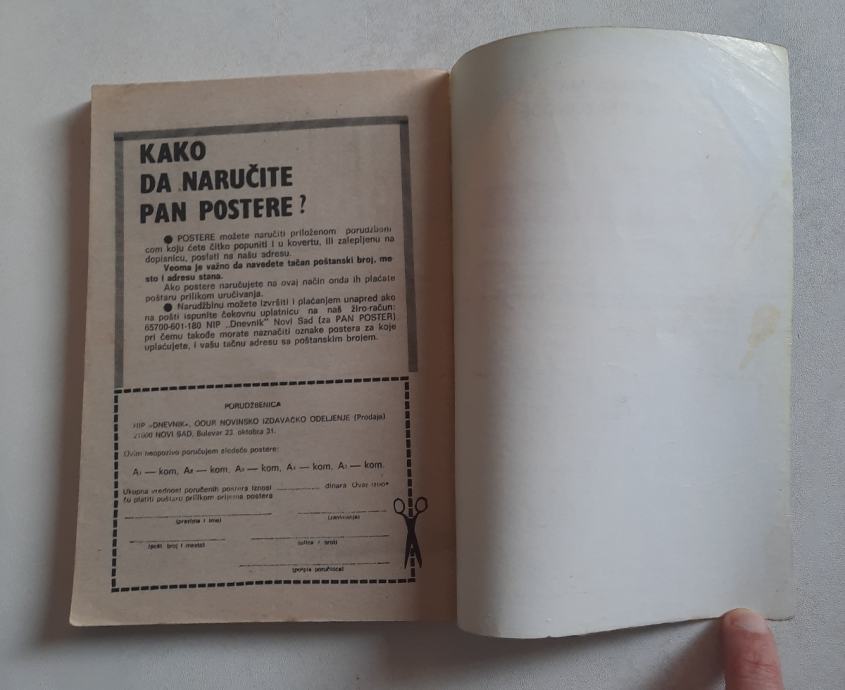 KAKO
DA NARUČITE
PAN POSTERE?
● POSTERE možete naručiti priloženom porudžbeni
com koju ćete čitko popuniti i u kovertu, ili zalepljenu na
dopisnicu, poslati na našu adresu.
Veoma je važno da navedete tačan poštanski broj, me-
sto i adresu stana.
Ako postere naručujete na ovaj način onda ih plaćate
poštaru prilikom uručivanja.
● Narudžbinu možete izvršiti i plaćanjem unapred ako
na pošti ispunite čekovnu uplatnicu na naš žiro-račun:
65700-601-180 NIP „Dnevnik" Novi Sad (za PAN POSTER)
pri čemu takođe morate naznačiti oznake postera za koje
uplaćujete, i vašu tačnu adresu sa poštanskim brojem.
PORUDŽBENICA
NIP »DNEVNIK«, OOUR NOVINSKO IZDAVAČKO ODELJENJE (Prodaja)
21000 NOVI SAD, Bulevar 23. oktobra 31.
Ovim neopozivo poručujem sledeće postere:
A — kom, A — kom, A — kom, A — kom, A — kom.
Ukupna vrednost poručenih postera iznosi dinara Ovaj iznos
ću platiti poštaru prilikom prijema postera
(prezime i ime) (zanimanje)
(pošt broj i mesto) (ulica i broj)
(potpis poručioca)